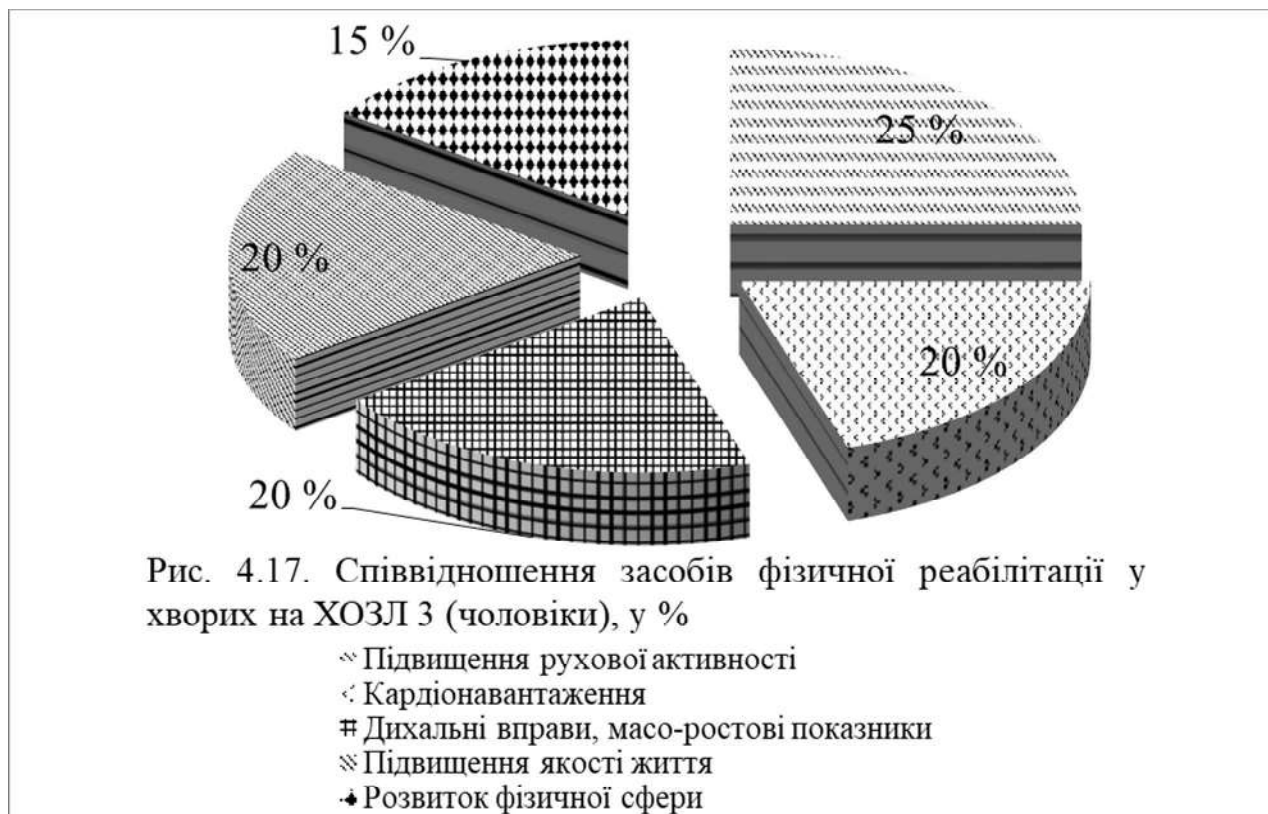 15 %
25 %
20 %
20 %
20 %
Рис. 4.17. Співвідношення засобів фізичної реабілітації у
хворих на ХОЗЛ 3 (чоловіки), у %
Підвищення рухової активності
Кардіонавантаження
Дихальні вправи, масо-ростові показники
Підвищення якості життя
Розвиток фізичної сфери